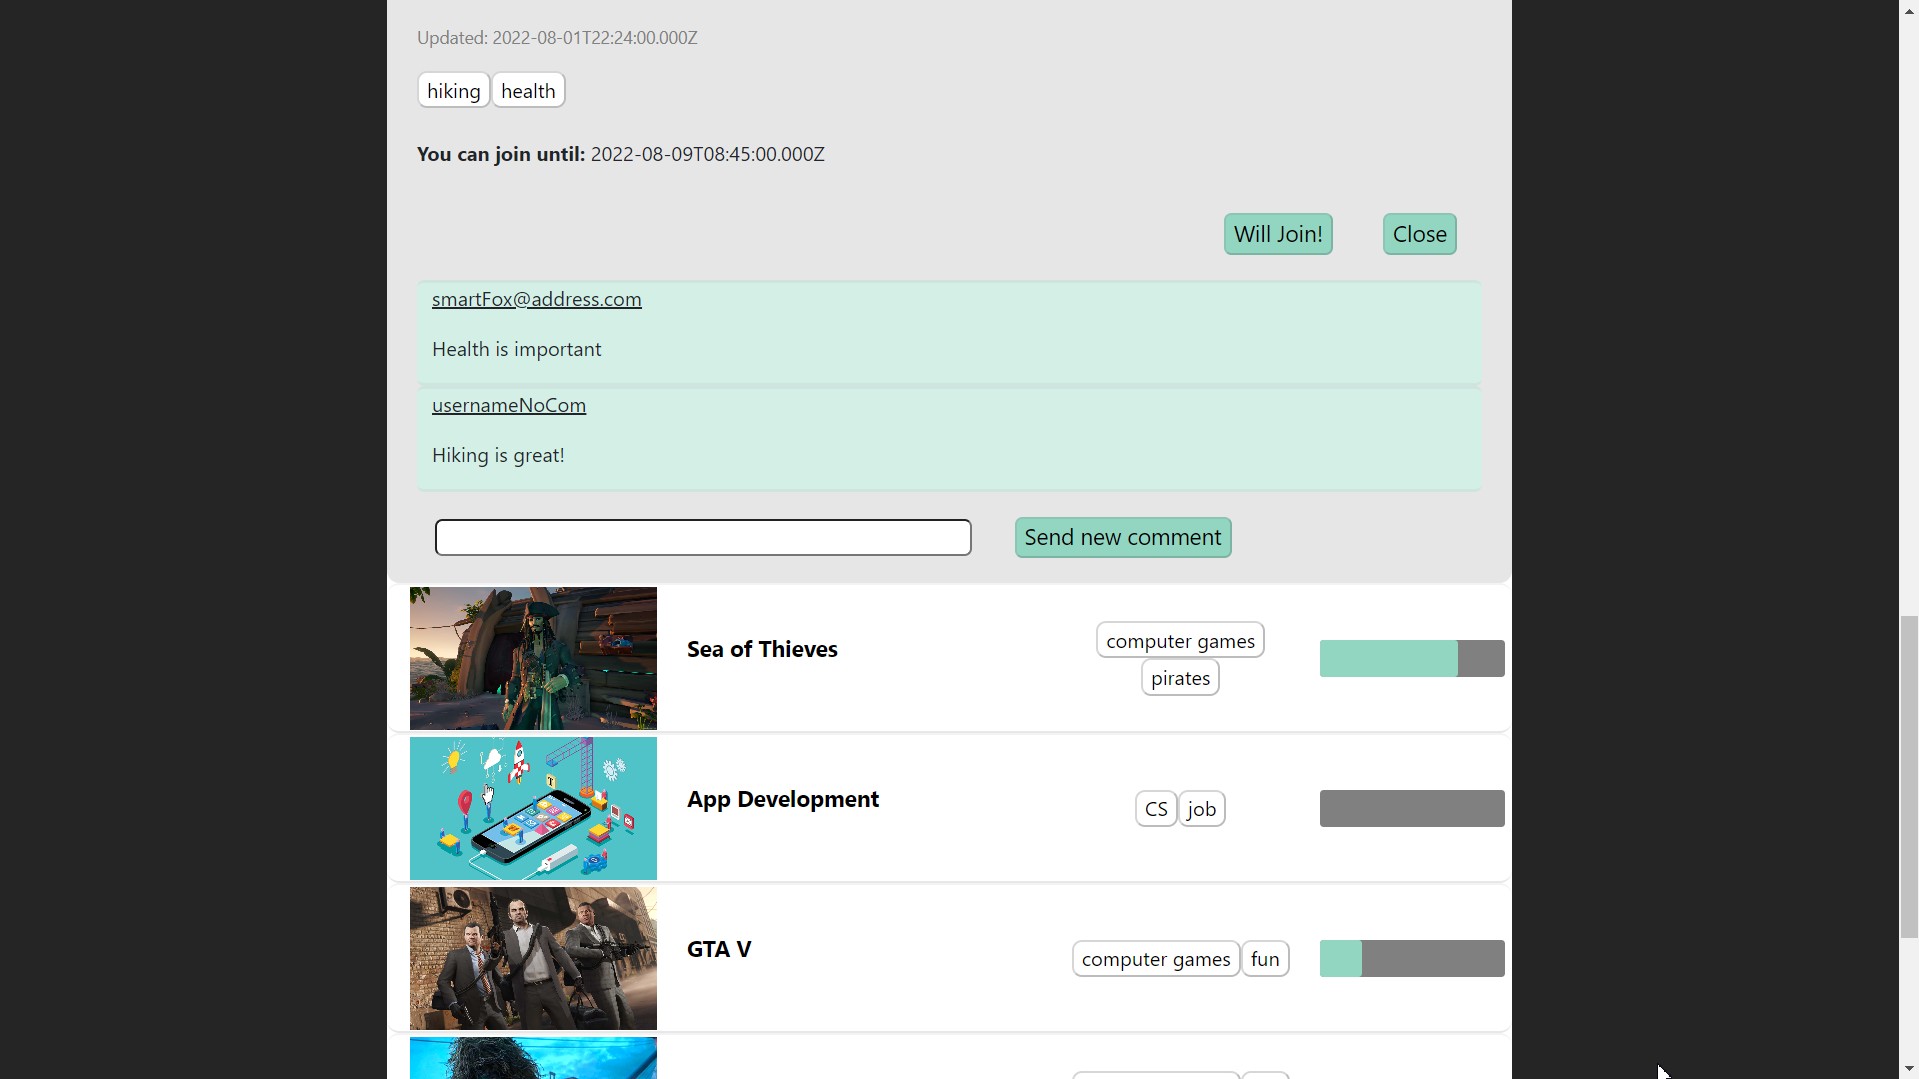 Updated: 2022-08-01T22:24:00.000Z
hiking health
You can join until: 2022-08-09T08:45:00.000Z
Will Join! Close
smartFox@address.com
Health is important
usernameNoCom
Hiking is great!
Send new comment
Sea of Thieves
computer games
pirates
App Development
CS job
GTA V
computer games fun